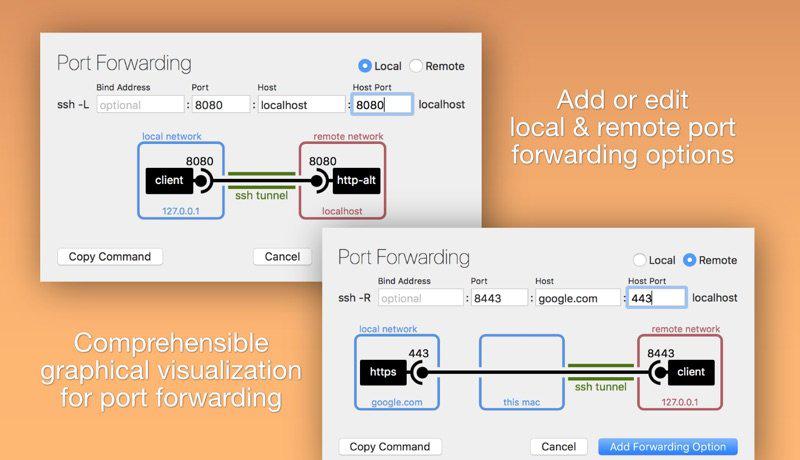 Port Forwarding
Local Remote
Bind Address Port Host Host Port
ssh -L optional : 8080 : localhost : 8080 localhost
local network remote network
8080 8080
client http-alt
ssh tunnel
127.0.0.1 localhost
Copy Command Cancel
Add or edit
local & remote port
forwarding options
Port Forwarding
Local Remote
Bind Address Port Host Host Port
ssh -R optional : 8443 : google.com : 443 localhost
local network remote network
443 8443
https client
ssh tunnel
google.com this mac 127.0.0.1
Copy Command Cancel Add Forwarding Option
Comprehensible
graphical visualization
for port forwarding